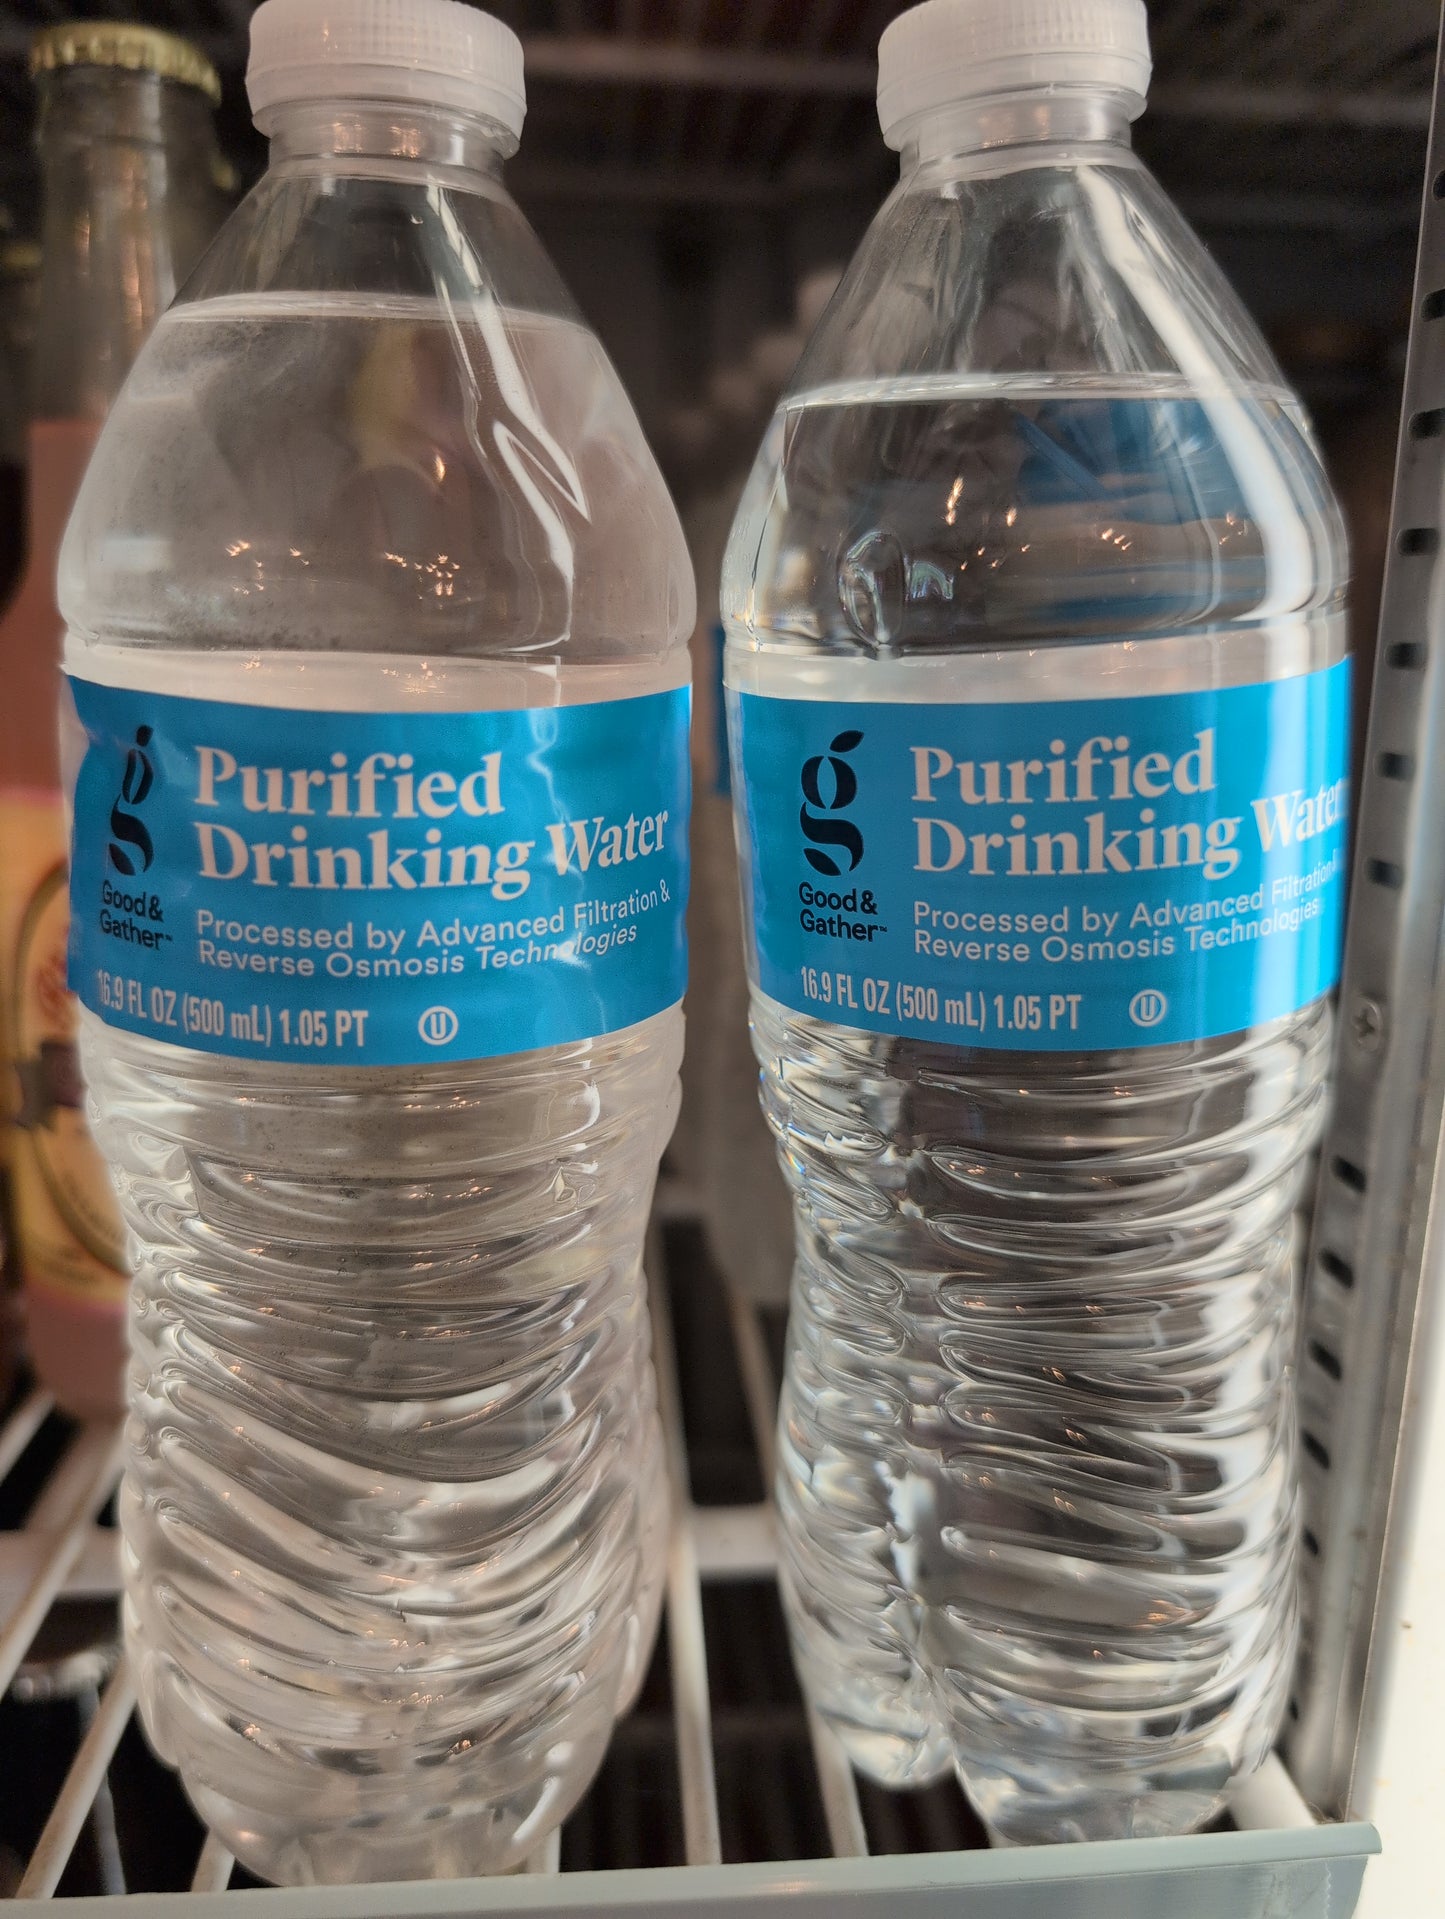 Purified
Drinking Water
Good &
Gather™
Processed by Advanced Filtration &
Reverse Osmosis Technologies
16.9 FL OZ (500 mL) 1.05 PT
U
Purified
Drinking Water
Good &
Gather™
Processed by Advanced Filtration &
Reverse Osmosis Technologies
16.9 FL OZ (500 mL) 1.05 PT
U